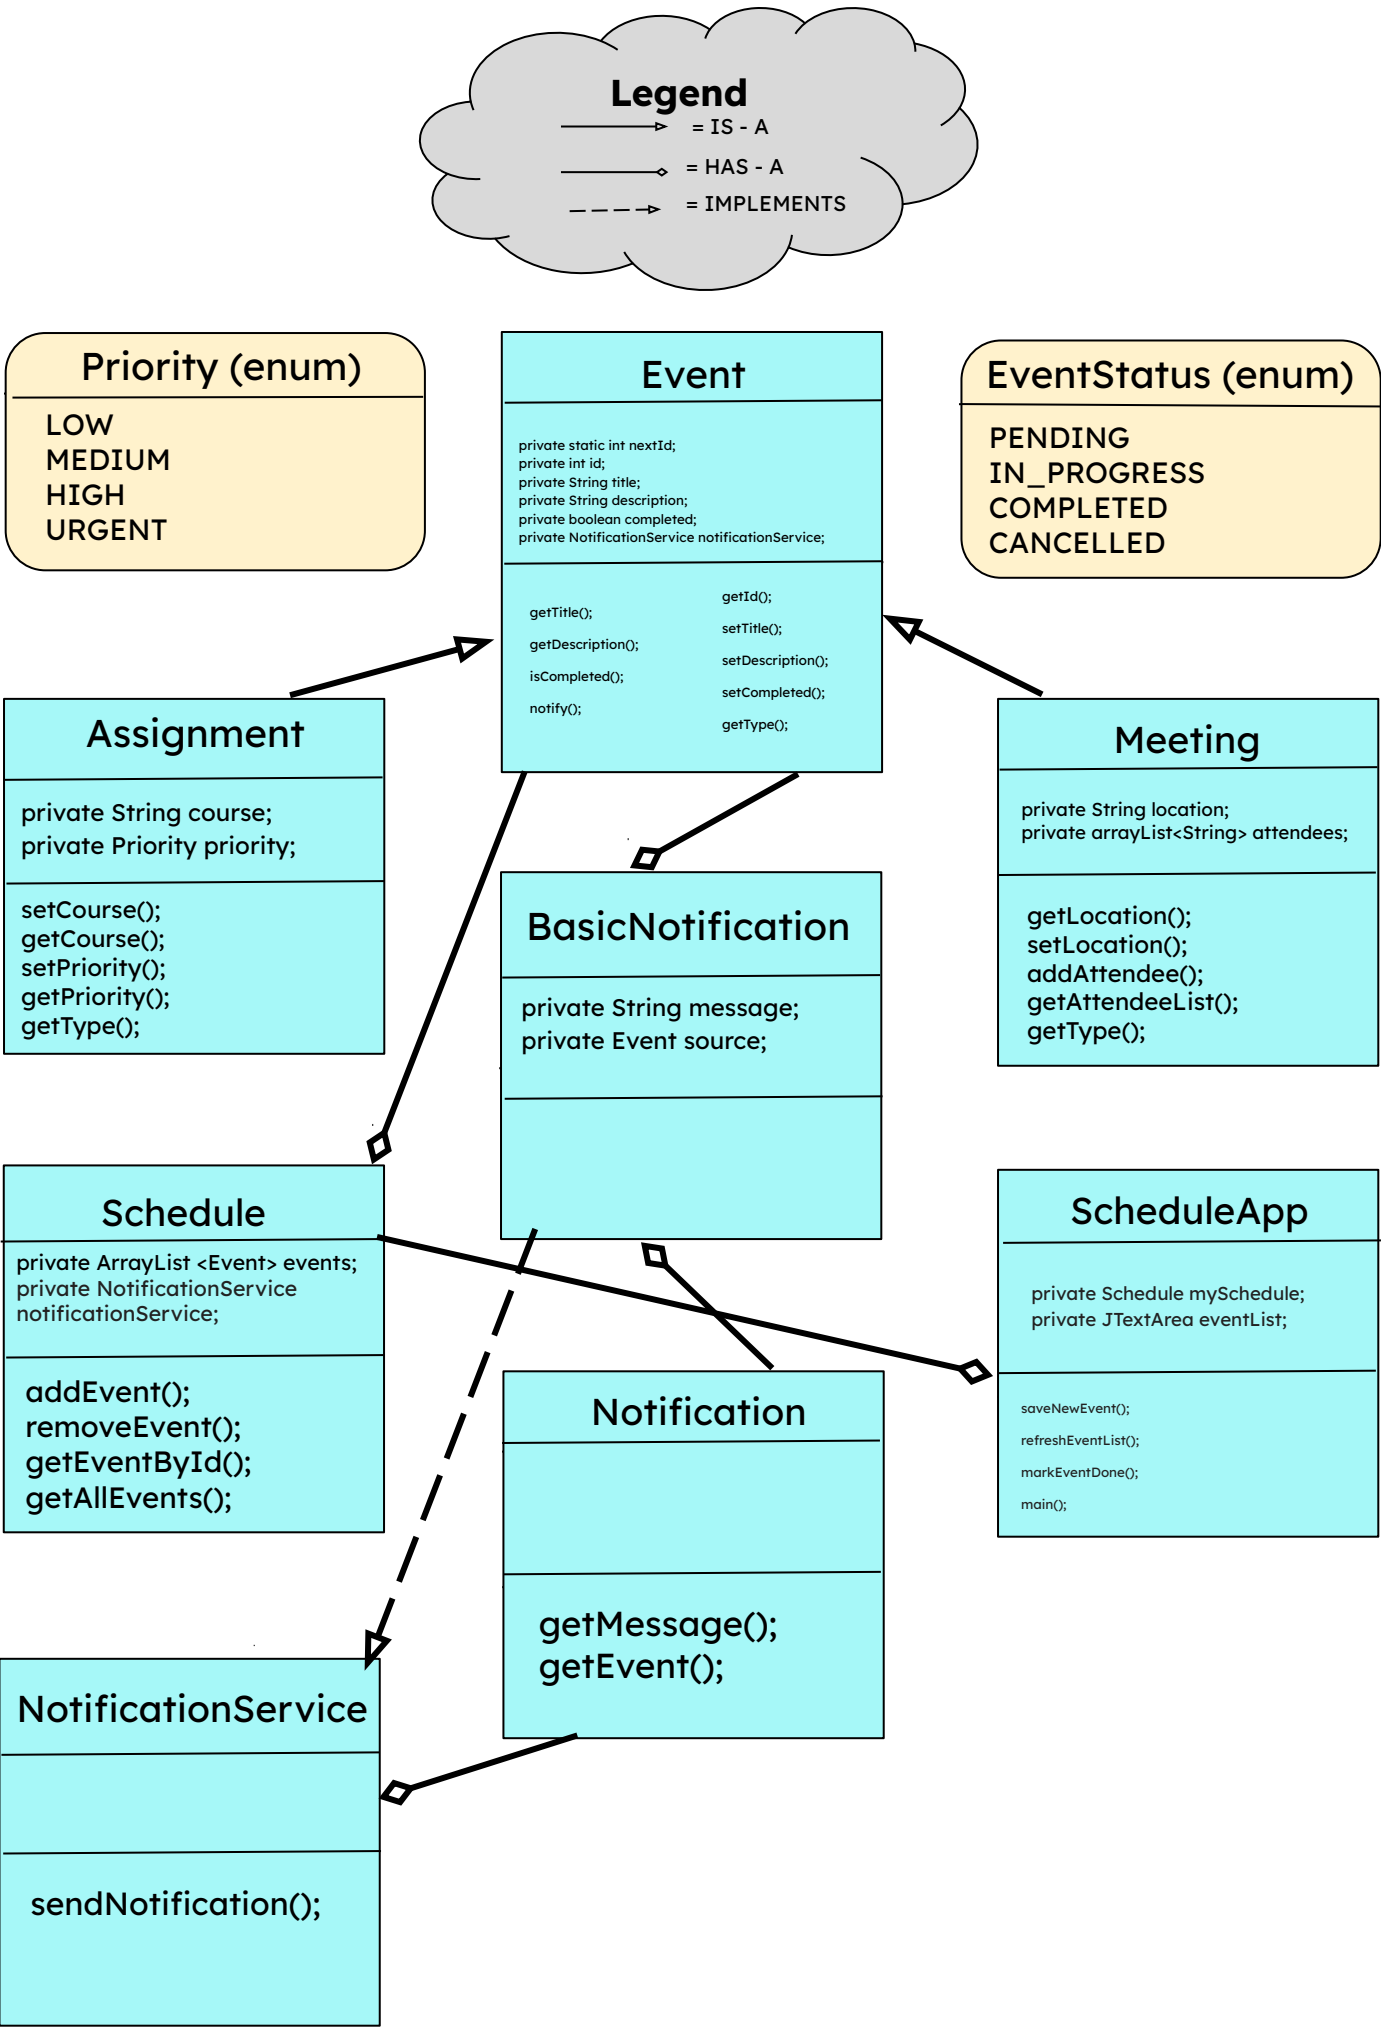 Legend
= IS - A
= HAS - A
= IMPLEMENTS
Priority (enum)
LOW
MEDIUM
HIGH
URGENT
Event
private static int nextId;
private int id;
private String title;
private String description;
private boolean completed;
private NotificationService notificationService;
getTitle();
getDescription();
isCompleted();
notify();
getId();
setTitle();
setDescription();
setCompleted();
getType();
EventStatus (enum)
PENDING
IN_PROGRESS
COMPLETED
CANCELLED
Assignment
private String course;
private Priority priority;
setCourse();
getCourse();
setPriority();
getPriority();
getType();
Meeting
private String location;
private arrayList<String> attendees;
getLocation();
setLocation();
addAttendee();
getAttendeeList();
getType();
BasicNotification
private String message;
private Event source;
Schedule
private ArrayList <Event> events;
private NotificationService
notificationService;
addEvent();
removeEvent();
getEventById();
getAllEvents();
ScheduleApp
private Schedule mySchedule;
private JTextArea eventList;
saveNewEvent();
refreshEventList();
markEventDone();
main();
Notification
getMessage();
getEvent();
NotificationService
sendNotification();